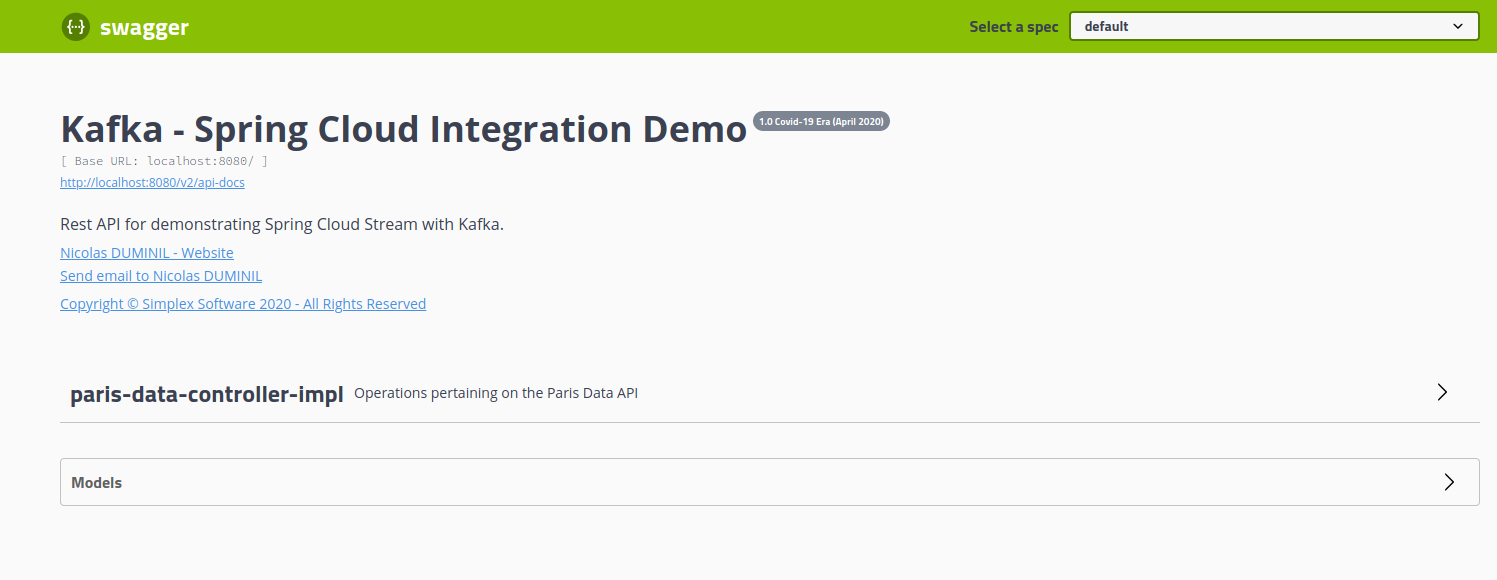 {···} swagger
Select a spec default
Kafka - Spring Cloud Integration Demo 1.0 Covid-19 Era (April 2020)
[ Base URL: localhost:8080/ ]
http://localhost:8080/v2/api-docs
Rest API for demonstrating Spring Cloud Stream with Kafka.
Nicolas DUMINIL - Website
Send email to Nicolas DUMINIL
Copyright © Simplex Software 2020 - All Rights Reserved
paris-data-controller-impl Operations pertaining on the Paris Data API
Models